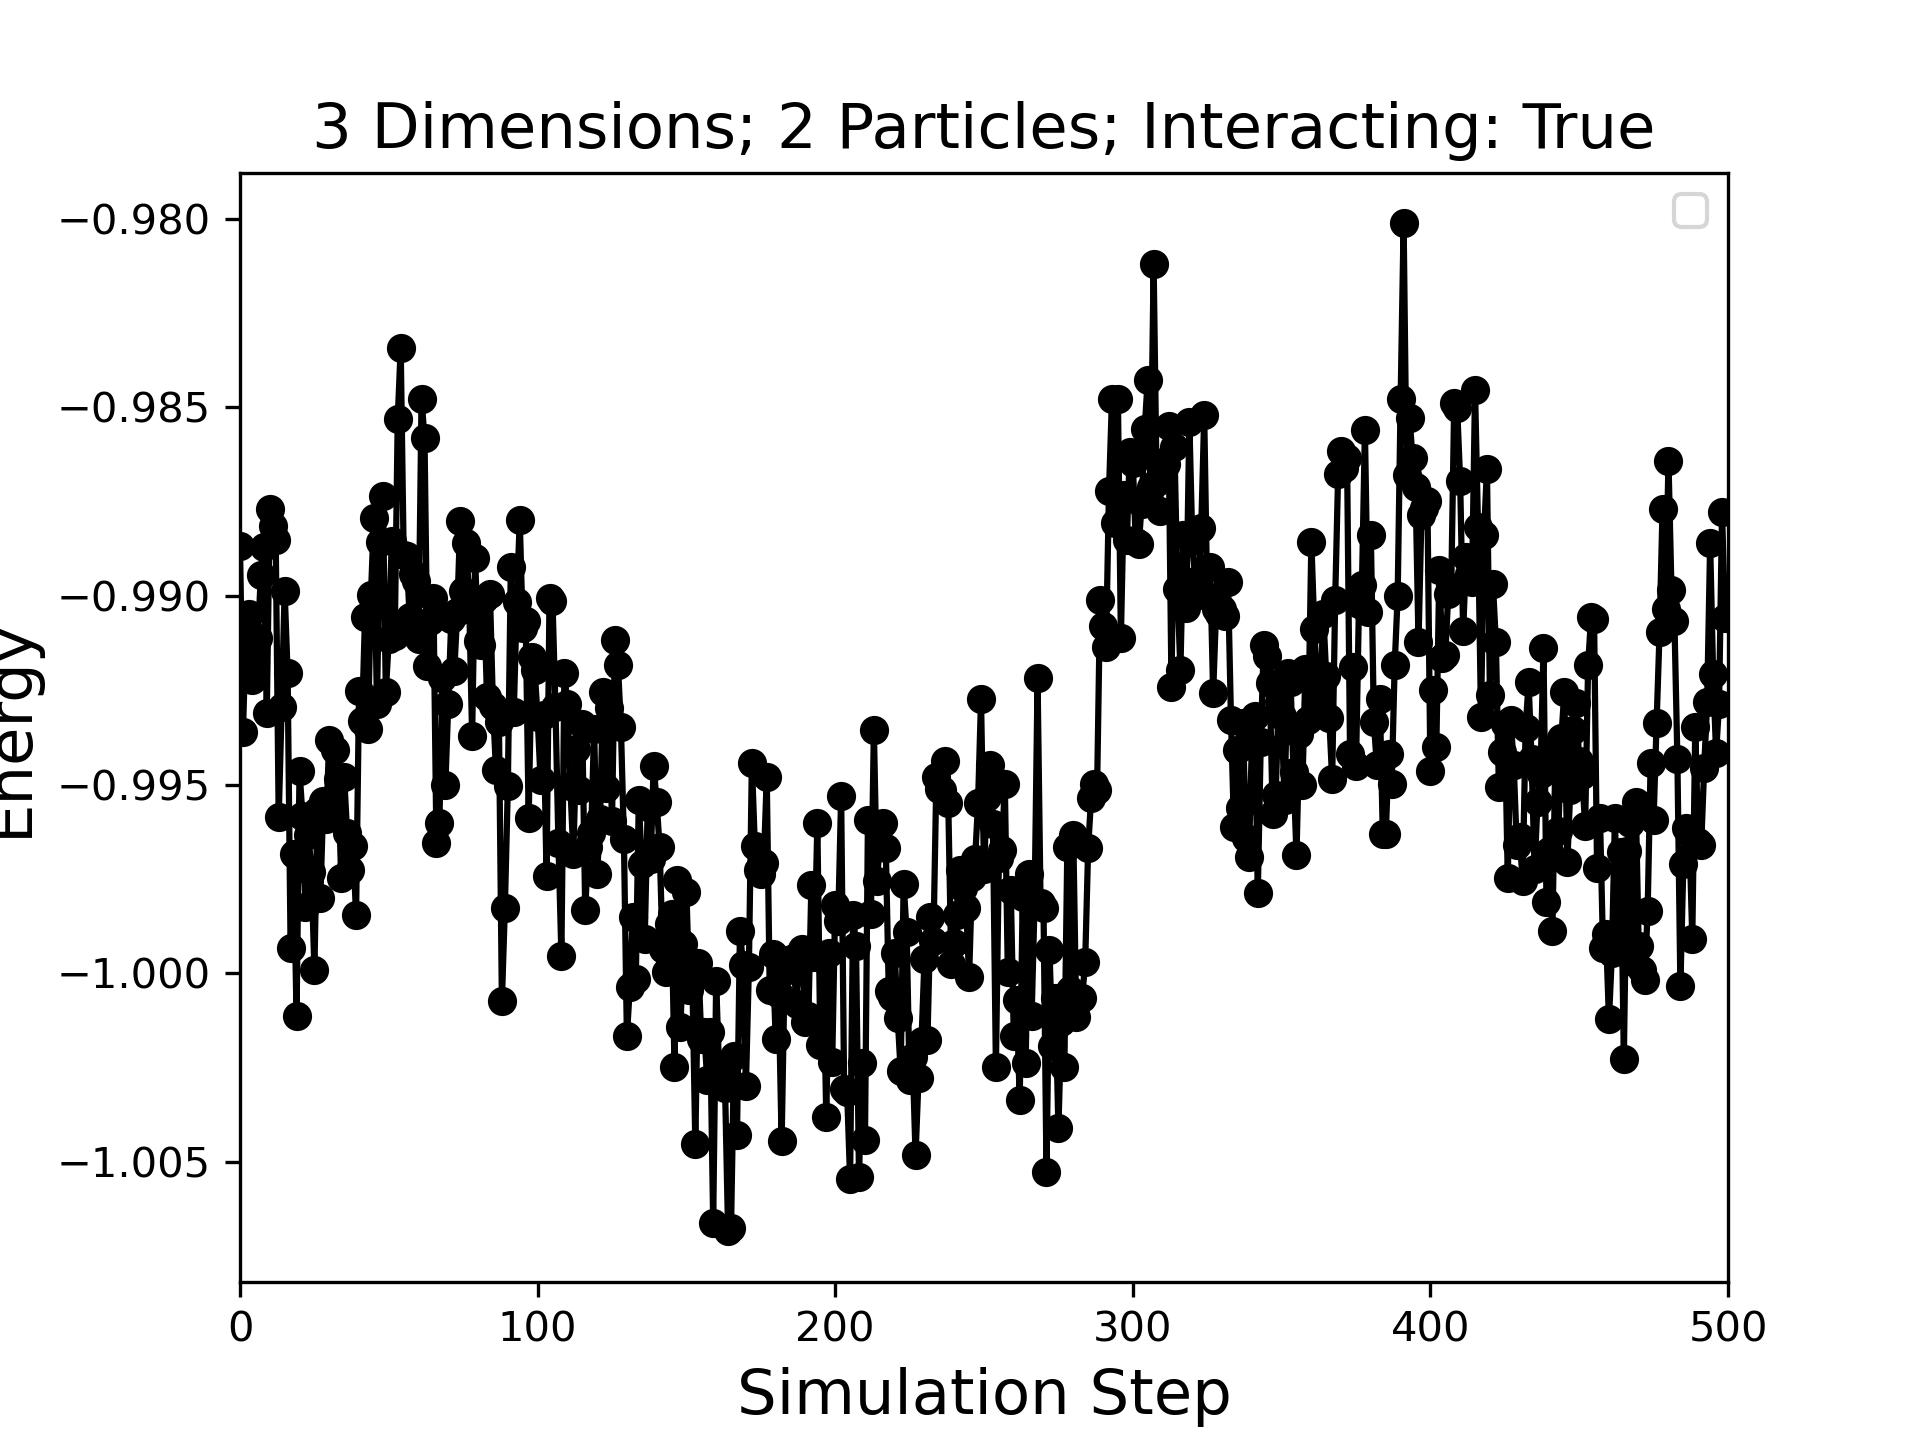 3 Dimensions; 2 Particles; Interacting: True
Energy
−0.980
−0.985
−0.990
−0.995
−1.000
−1.005
0 100 200 300 400 500
Simulation Step